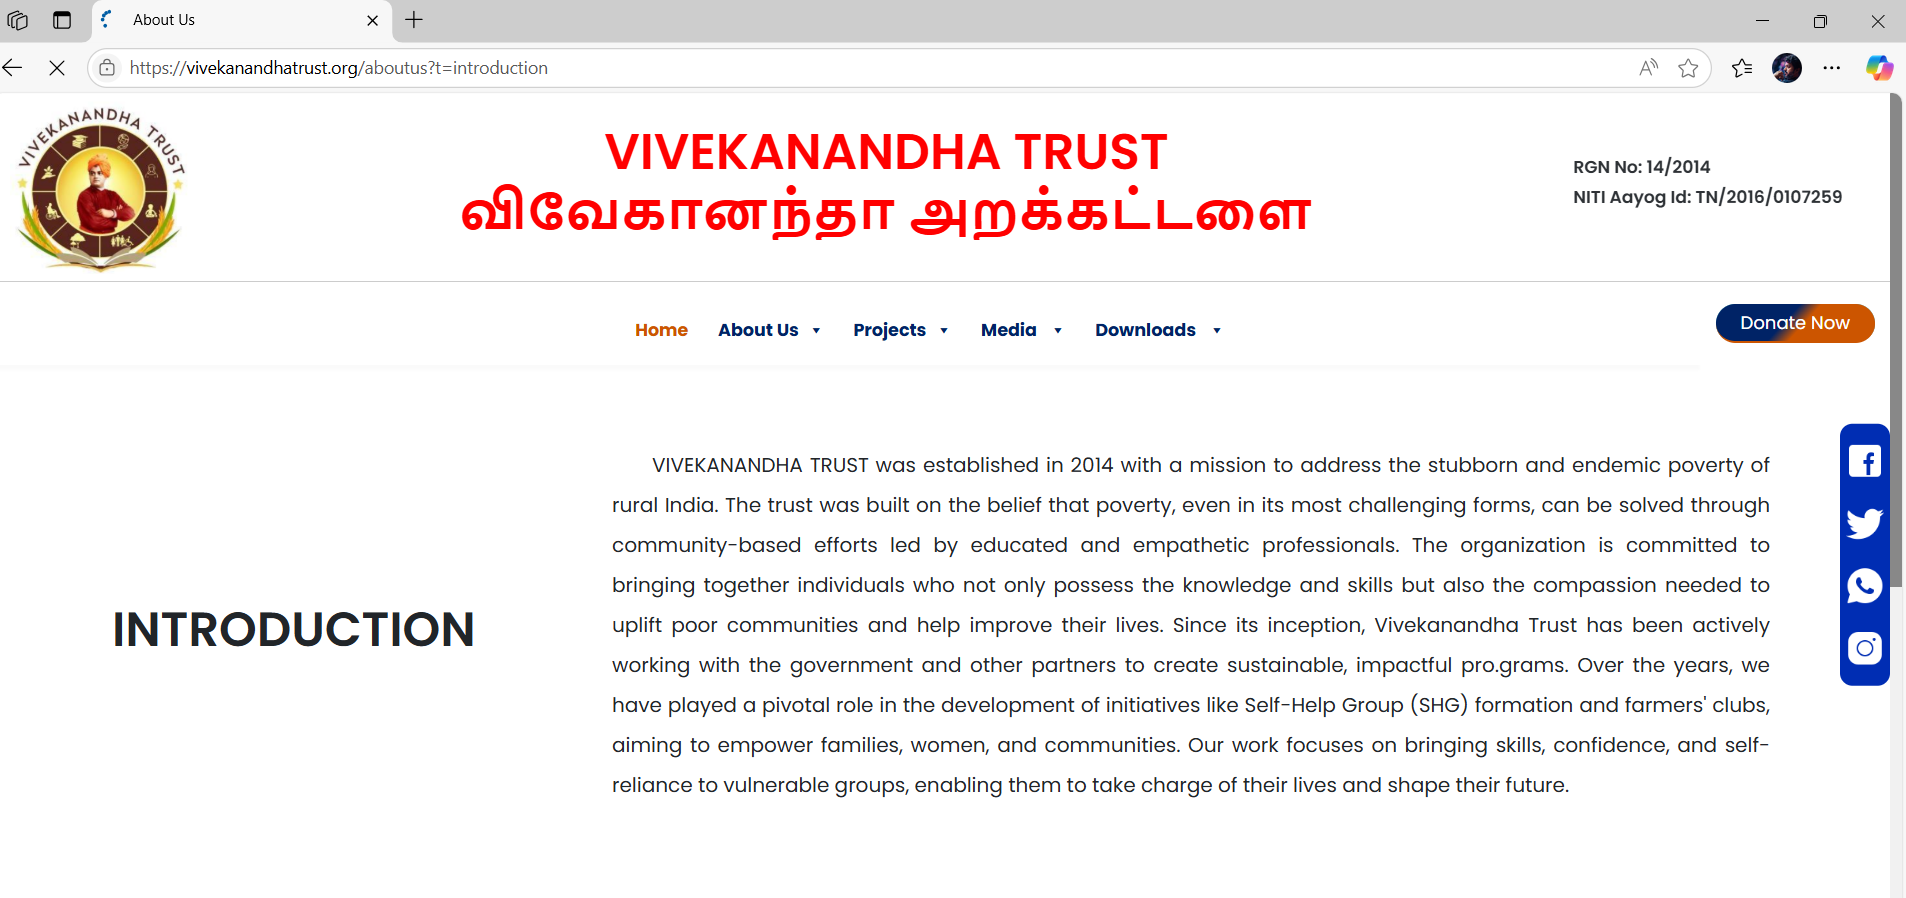 About Us
https://vivekanandhatrust.org/aboutus?t=introduction
VIVEKANANDHA TRUST
VIVEKANANDHA TRUST
விவேகானந்தா அறக்கட்டளை
RGN No: 14/2014
NITI Aayog Id: TN/2016/0107259
Home About Us Projects Media Downloads
Donate Now
INTRODUCTION
VIVEKANANDHA TRUST was established in 2014 with a mission to address the stubborn and endemic poverty of
rural India. The trust was built on the belief that poverty, even in its most challenging forms, can be solved through
community-based efforts led by educated and empathetic professionals. The organization is committed to
bringing together individuals who not only possess the knowledge and skills but also the compassion needed to
uplift poor communities and help improve their lives. Since its inception, Vivekanandha Trust has been actively
working with the government and other partners to create sustainable, impactful pro.grams. Over the years, we
have played a pivotal role in the development of initiatives like Self-Help Group (SHG) formation and farmers' clubs,
aiming to empower families, women, and communities. Our work focuses on bringing skills, confidence, and self-
reliance to vulnerable groups, enabling them to take charge of their lives and shape their future.